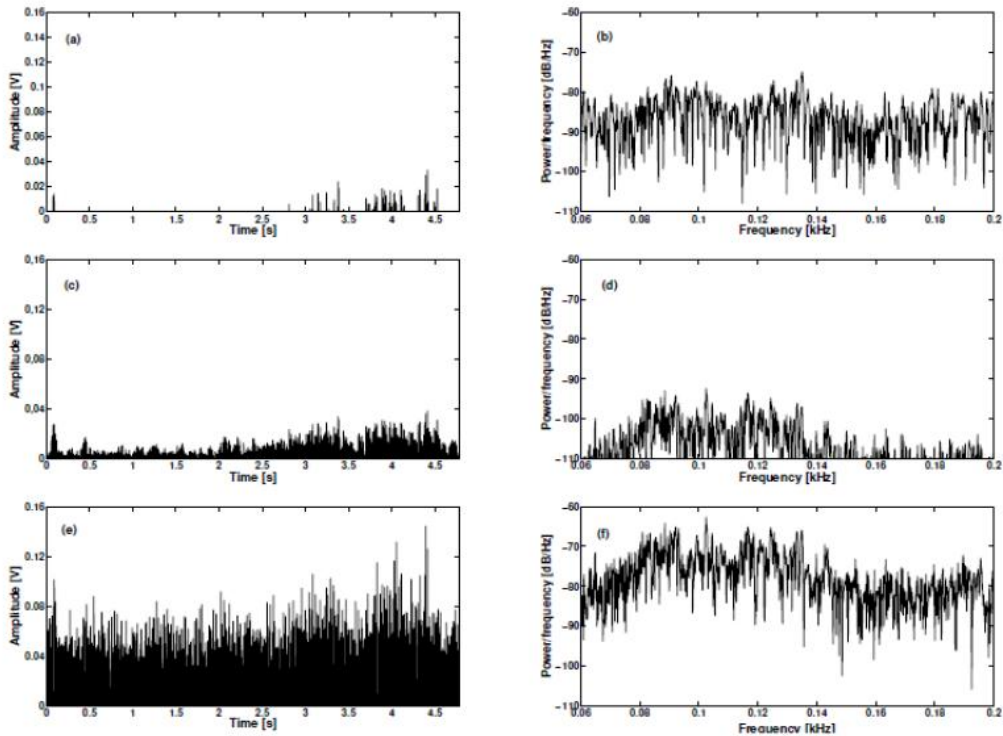 0.16
0.14
0.12
0.1
0.08
0.06
0.04
0.02
0
Amplitude [V]
(a)
0 0.5 1 1.5 2 2.5 3 3.5 4 4.5
Time [s]
−60
−70
−80
−90
−100
−110
Power/frequency [dB/Hz]
(b)
0.06 0.08 0.1 0.12 0.14 0.16 0.18 0.2
Frequency [kHz]
0.16
0.12
0.08
0.04
0
Amplitude [V]
(c)
0 0.5 1 1.5 2 2.5 3 3.5 4 4.5
Time [s]
−60
−70
−80
−90
−100
−110
Power/frequency [dB/Hz]
(d)
0.06 0.08 0.1 0.12 0.14 0.16 0.18 0.2
Frequency [kHz]
0.16
0.12
0.08
0.04
0
Amplitude [V]
(e)
0 0.5 1 1.5 2 2.5 3 3.5 4 4.5
Time [s]
−60
−70
−80
−90
−100
−110
Power/frequency [dB/Hz]
(f)
0.06 0.08 0.1 0.12 0.14 0.16 0.18 0.2
Frequency [kHz]